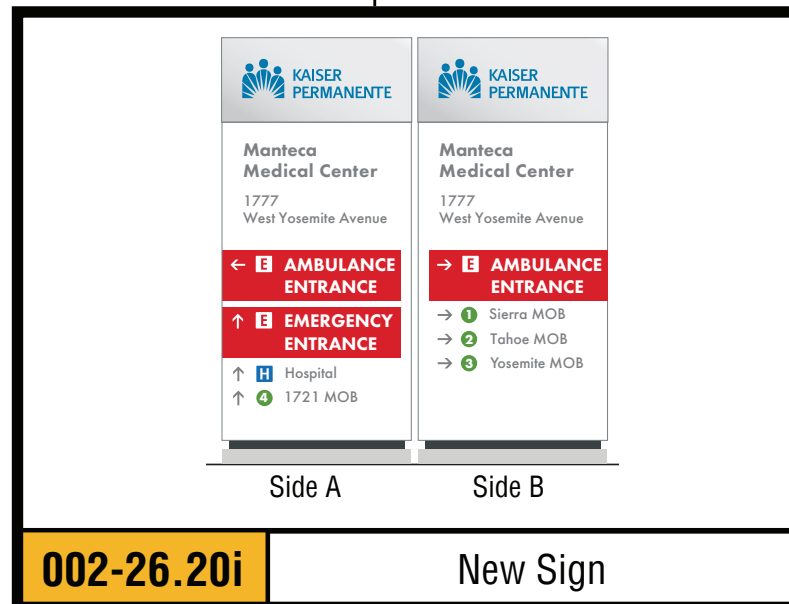 KAISER
PERMANENTE
Manteca
Medical Center
1777
West Yosemite Avenue
← E AMBULANCE
ENTRANCE
↑ E EMERGENCY
ENTRANCE
↑ H Hospital
↑ 4 1721 MOB
Side A
KAISER
PERMANENTE
Manteca
Medical Center
1777
West Yosemite Avenue
→ E AMBULANCE
ENTRANCE
→ 1 Sierra MOB
→ 2 Tahoe MOB
→ 3 Yosemite MOB
Side B
002-26.20i
New Sign